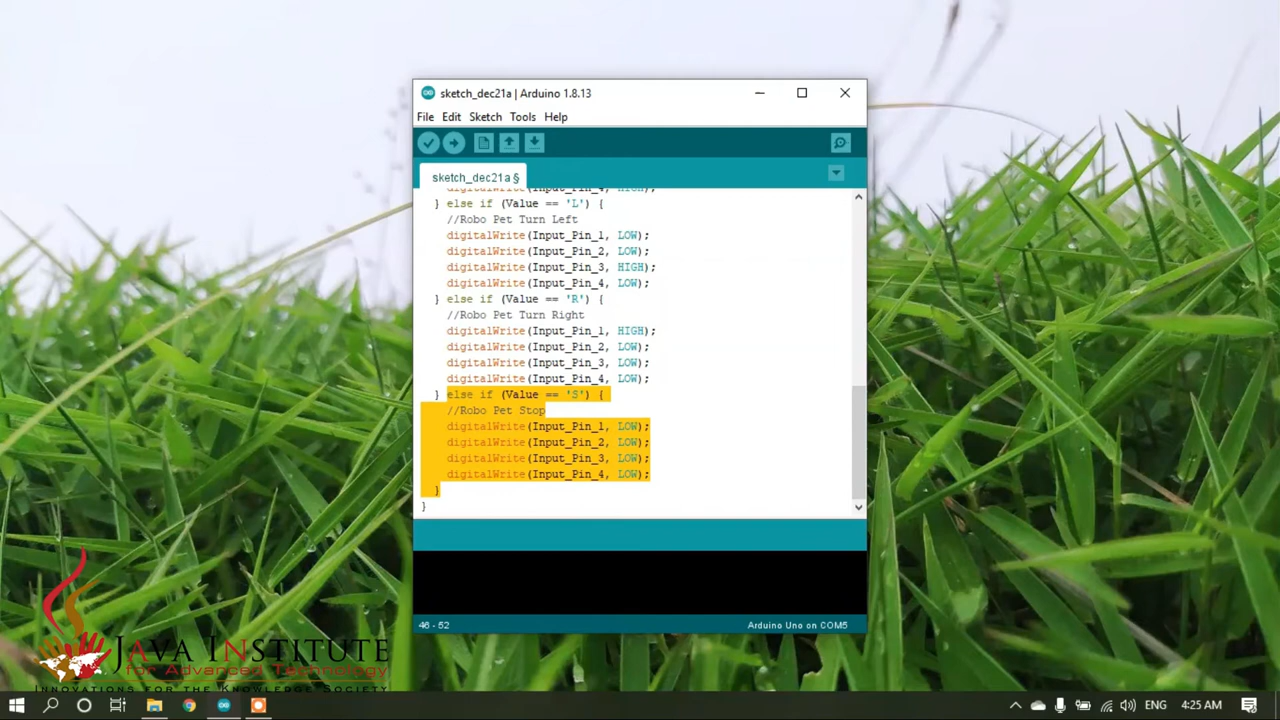 sketch_dec21a | Arduino 1.8.13
File Edit Sketch Tools Help
sketch_dec21a §
digitalWrite(Input_Pin_4, HIGH);
} else if (Value == 'L') {
//Robo Pet Turn Left
digitalWrite(Input_Pin_1, LOW);
digitalWrite(Input_Pin_2, LOW);
digitalWrite(Input_Pin_3, HIGH);
digitalWrite(Input_Pin_4, LOW);
} else if (Value == 'R') {
//Robo Pet Turn Right
digitalWrite(Input_Pin_1, HIGH);
digitalWrite(Input_Pin_2, LOW);
digitalWrite(Input_Pin_3, LOW);
digitalWrite(Input_Pin_4, LOW);
} else if (Value == 'S') {
//Robo Pet Stop
digitalWrite(Input_Pin_1, LOW);
digitalWrite(Input_Pin_2, LOW);
digitalWrite(Input_Pin_3, LOW);
digitalWrite(Input_Pin_4, LOW);
}
}
46 - 52 Arduino Uno on COM5
JAVA INSTITUTE
for Advanced Technology
INNOVATIONS FOR THE KNOWLEDGE SOCIETY
ENG 4:25 AM